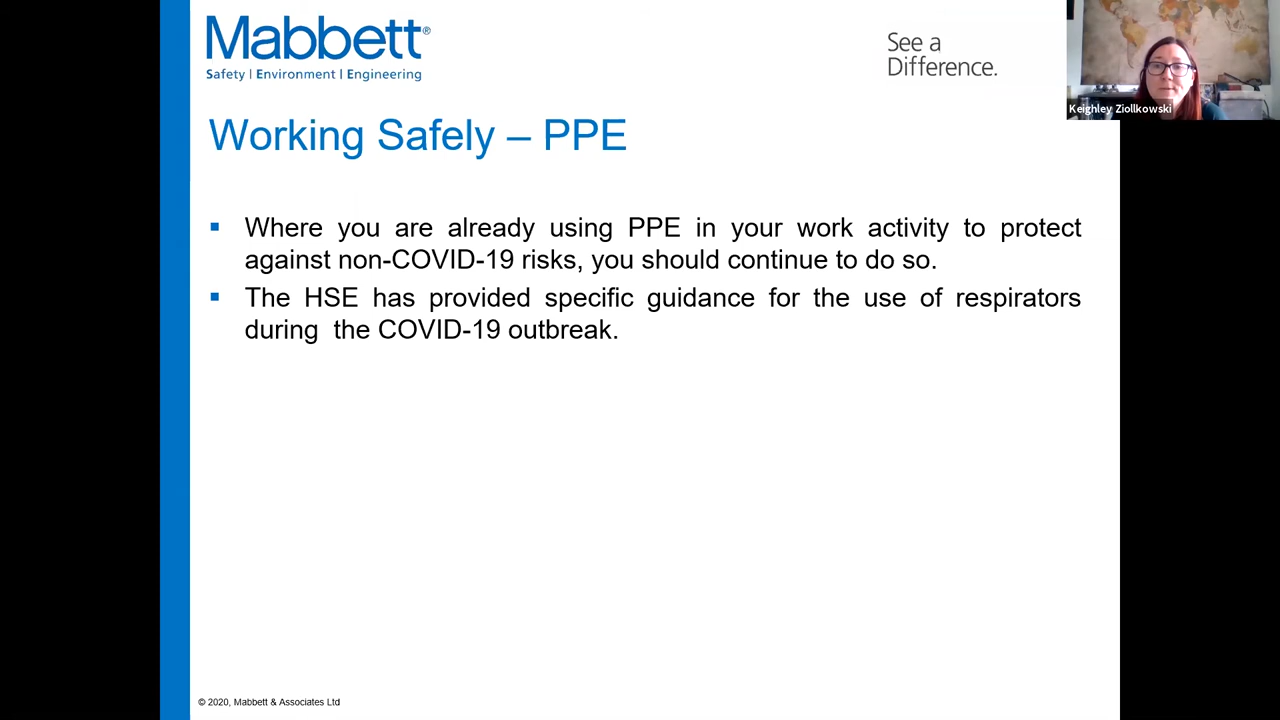 Mabbett®
Safety | Environment | Engineering
See a
Difference.
Keighley Ziollkowski
Working Safely – PPE
▪ Where you are already using PPE in your work activity to protect
against non-COVID-19 risks, you should continue to do so.
▪ The HSE has provided specific guidance for the use of respirators
during the COVID-19 outbreak.
© 2020, Mabbett & Associates Ltd